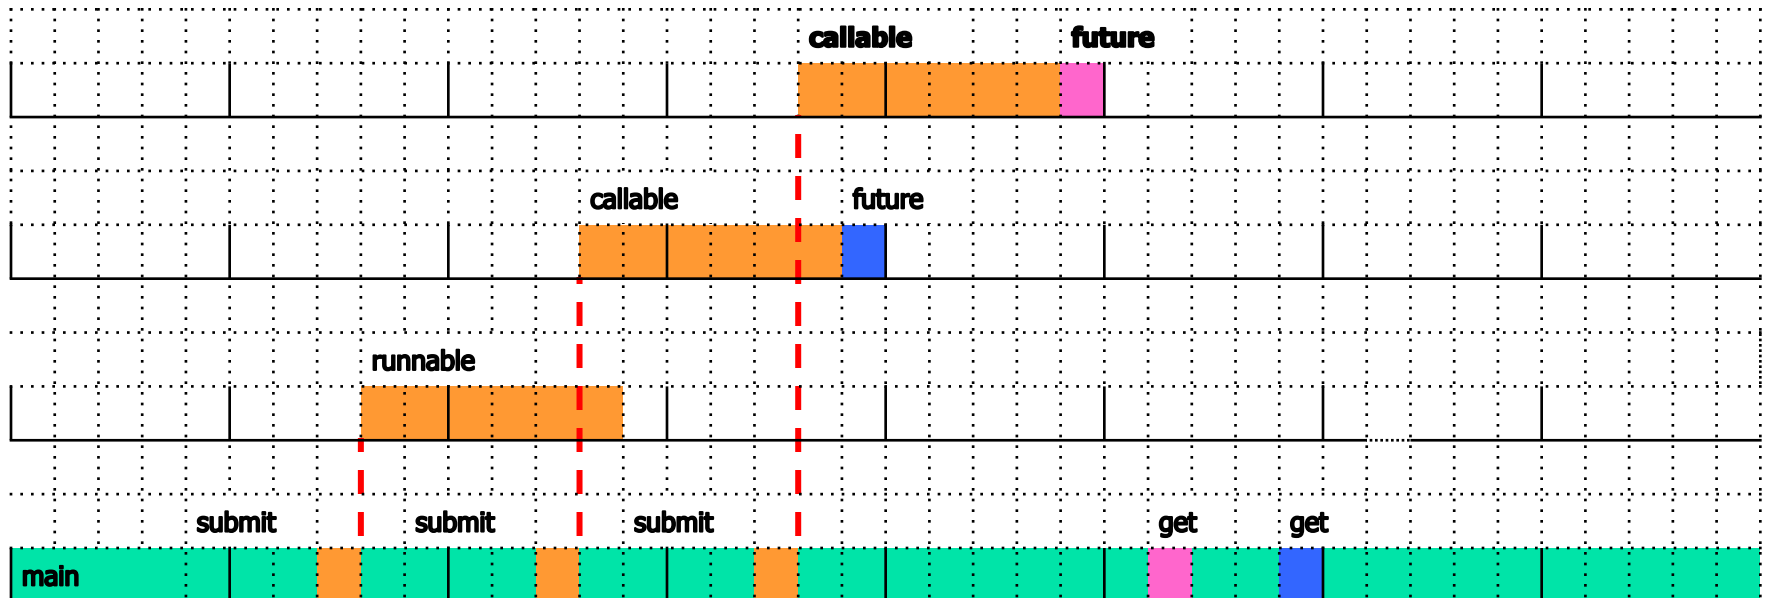 callable future
callable future
runnable
submit submit submit get get
main